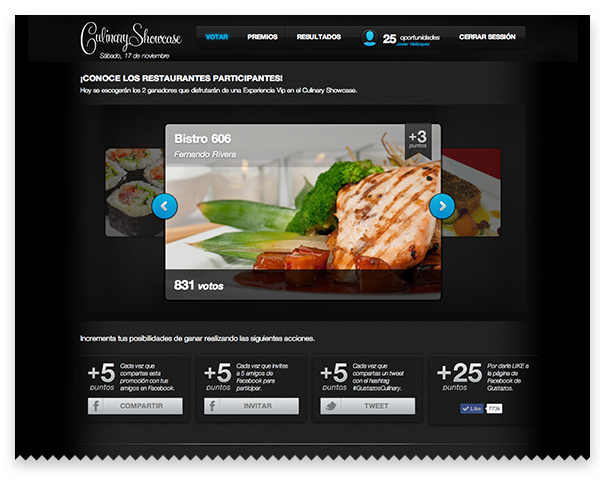 Culinary Showcase
Sábado, 17 de noviembre
VOTAR
PREMIOS
RESULTADOS
25 oportunidades
Javier Velázquez
CERRAR SESIÓN
¡CONOCE LOS RESTAURANTES PARTICIPANTES!
Hoy se escogerán los 2 ganadores que disfrutarán de una Experiencia Vip en el Culinary Showcase.
Bistro 606
Fernando Rivera
+3
puntos
831 votos
Incrementa tus posibilidades de ganar realizando las siguientes acciones.
+5
puntos
Cada vez que
compartas esta
promoción con tus
amigos en Facebook.
COMPARTIR
+5
puntos
Cada vez que invites
a 5 amigos de
Facebook para
participar.
INVITAR
+5
puntos
Cada vez que
compartas un tweet
con el hashtag
#GustazosCulinary.
TWEET
+25
puntos
Por darle LIKE a
la página de
Facebook de
Gustazos.
Like
773k